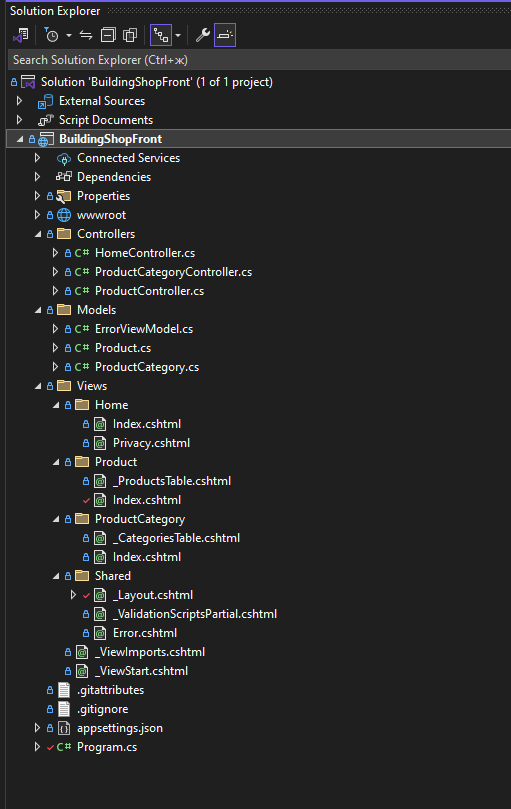 Solution Explorer
Search Solution Explorer (Ctrl+ж)
Solution 'BuildingShopFront' (1 of 1 project)
External Sources
Script Documents
BuildingShopFront
Connected Services
Dependencies
Properties
wwwroot
Controllers
C# HomeController.cs
C# ProductCategoryController.cs
C# ProductController.cs
Models
C# ErrorViewModel.cs
C# Product.cs
C# ProductCategory.cs
Views
Home
Index.cshtml
Privacy.cshtml
Product
_ProductsTable.cshtml
Index.cshtml
ProductCategory
_CategoriesTable.cshtml
Index.cshtml
Shared
_Layout.cshtml
_ValidationScriptsPartial.cshtml
Error.cshtml
_ViewImports.cshtml
_ViewStart.cshtml
.gitattributes
.gitignore
appsettings.json
C# Program.cs